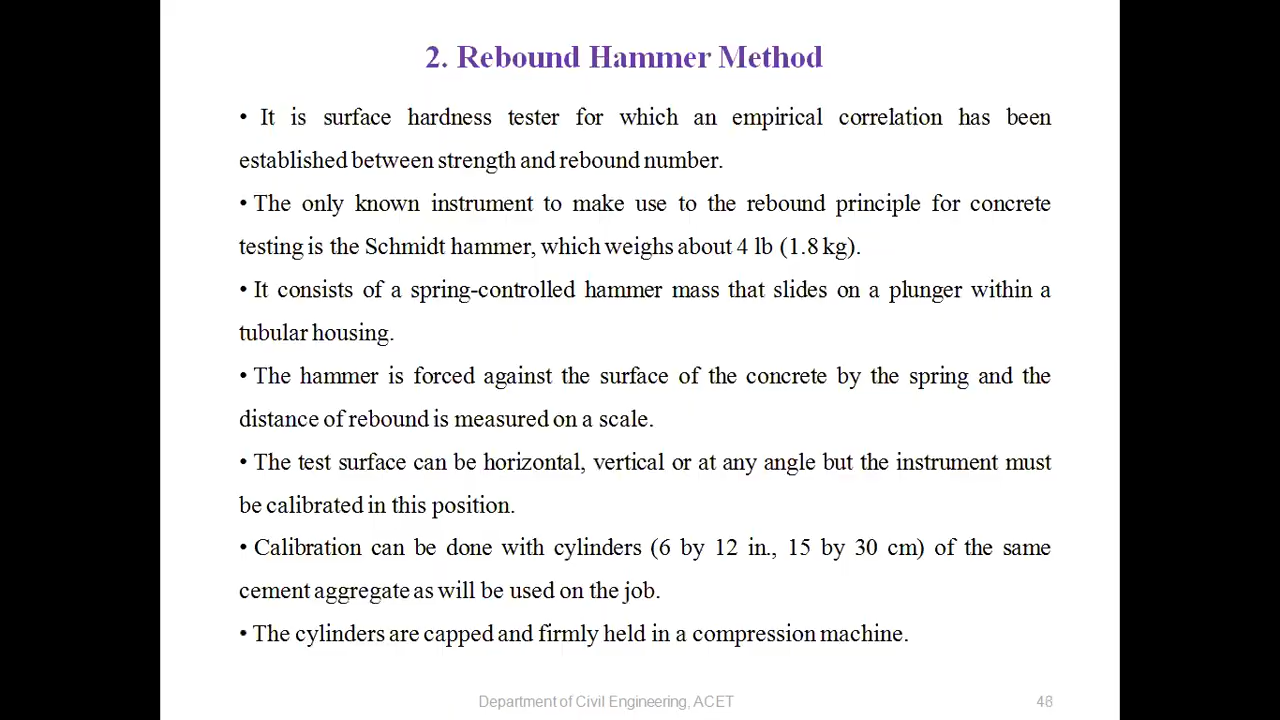 2. Rebound Hammer Method
• It is surface hardness tester for which an empirical correlation has been
established between strength and rebound number.
• The only known instrument to make use to the rebound principle for concrete
testing is the Schmidt hammer, which weighs about 4 lb (1.8 kg).
• It consists of a spring-controlled hammer mass that slides on a plunger within a
tubular housing.
• The hammer is forced against the surface of the concrete by the spring and the
distance of rebound is measured on a scale.
• The test surface can be horizontal, vertical or at any angle but the instrument must
be calibrated in this position.
• Calibration can be done with cylinders (6 by 12 in., 15 by 30 cm) of the same
cement aggregate as will be used on the job.
• The cylinders are capped and firmly held in a compression machine.
Department of Civil Engineering, ACET
48